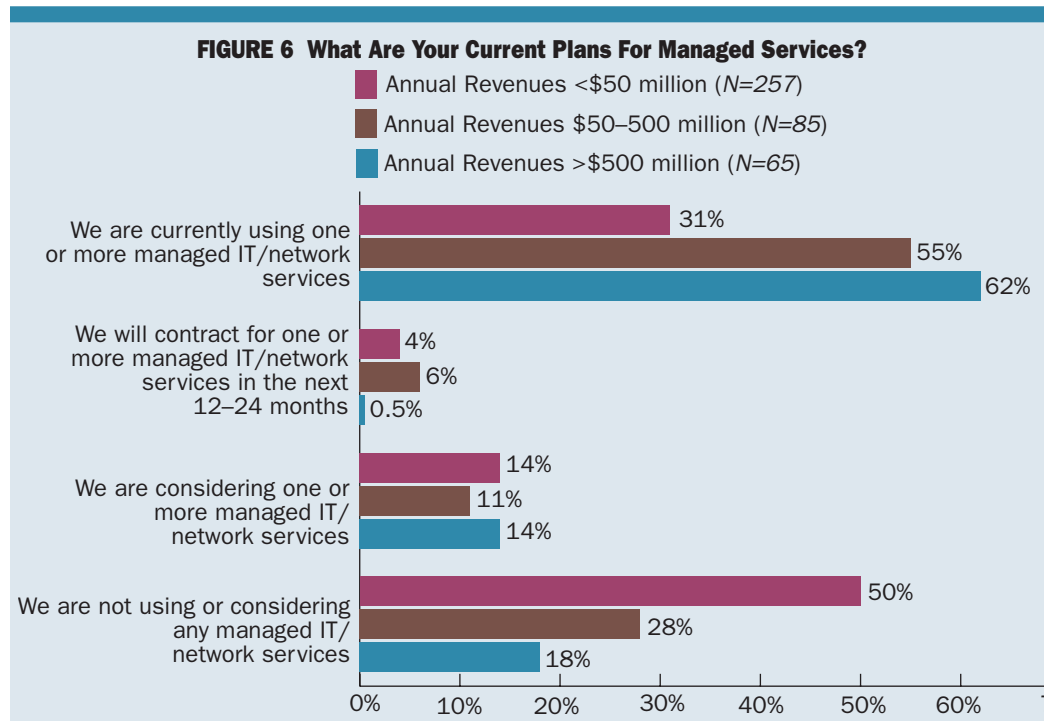 FIGURE 6 What Are Your Current Plans For Managed Services?
Annual Revenues <$50 million (N=257)
Annual Revenues $50–500 million (N=85)
Annual Revenues >$500 million (N=65)
We are currently using one
or more managed IT/network
services
31%
55%
62%
We will contract for one or
more managed IT/network
services in the next
12–24 months
4%
6%
0.5%
We are considering one or
more managed IT/
network services
14%
11%
14%
We are not using or considering
any managed IT/
network services
50%
28%
18%
0% 10% 20% 30% 40% 50% 60%